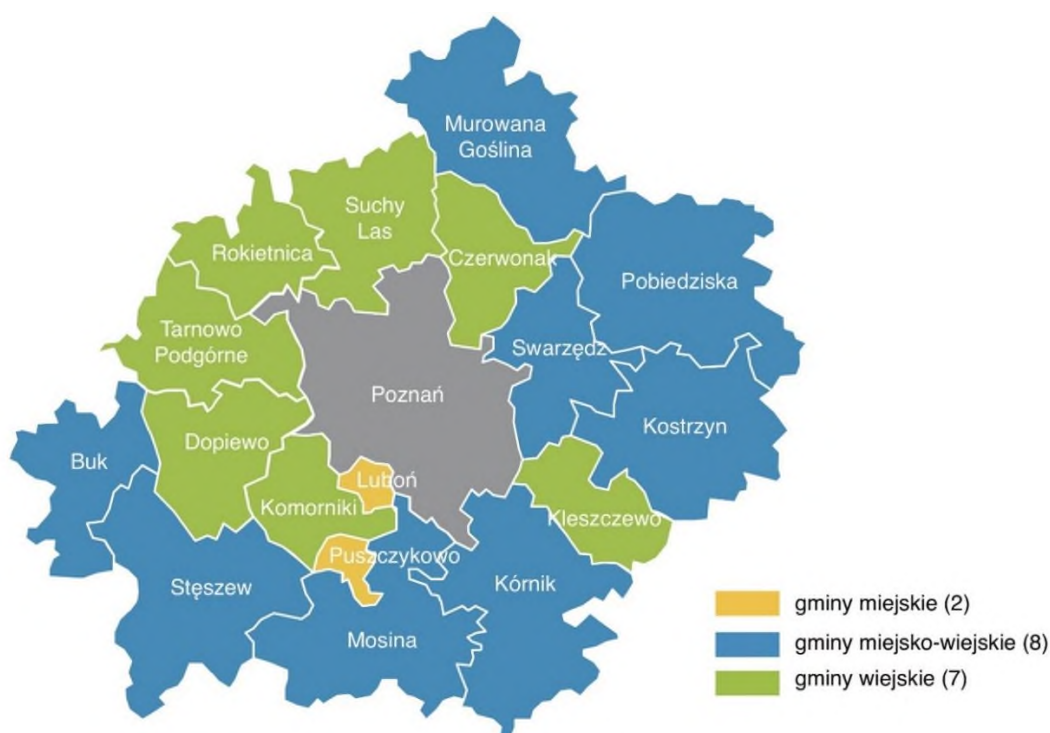 Murowana
Goślina
Suchy
Las
Rokietnica
Czerwonak
Pobiedziska
Tarnowo
Podgórne
Swarzędz
Poznań
Kostrzyn
Dopiewo
Buk
Luboń
Komorniki
Kleszczewo
Puszczykowo
Stęszew
Kórnik
Mosina
gminy miejskie (2)
gminy miejsko-wiejskie (8)
gminy wiejskie (7)